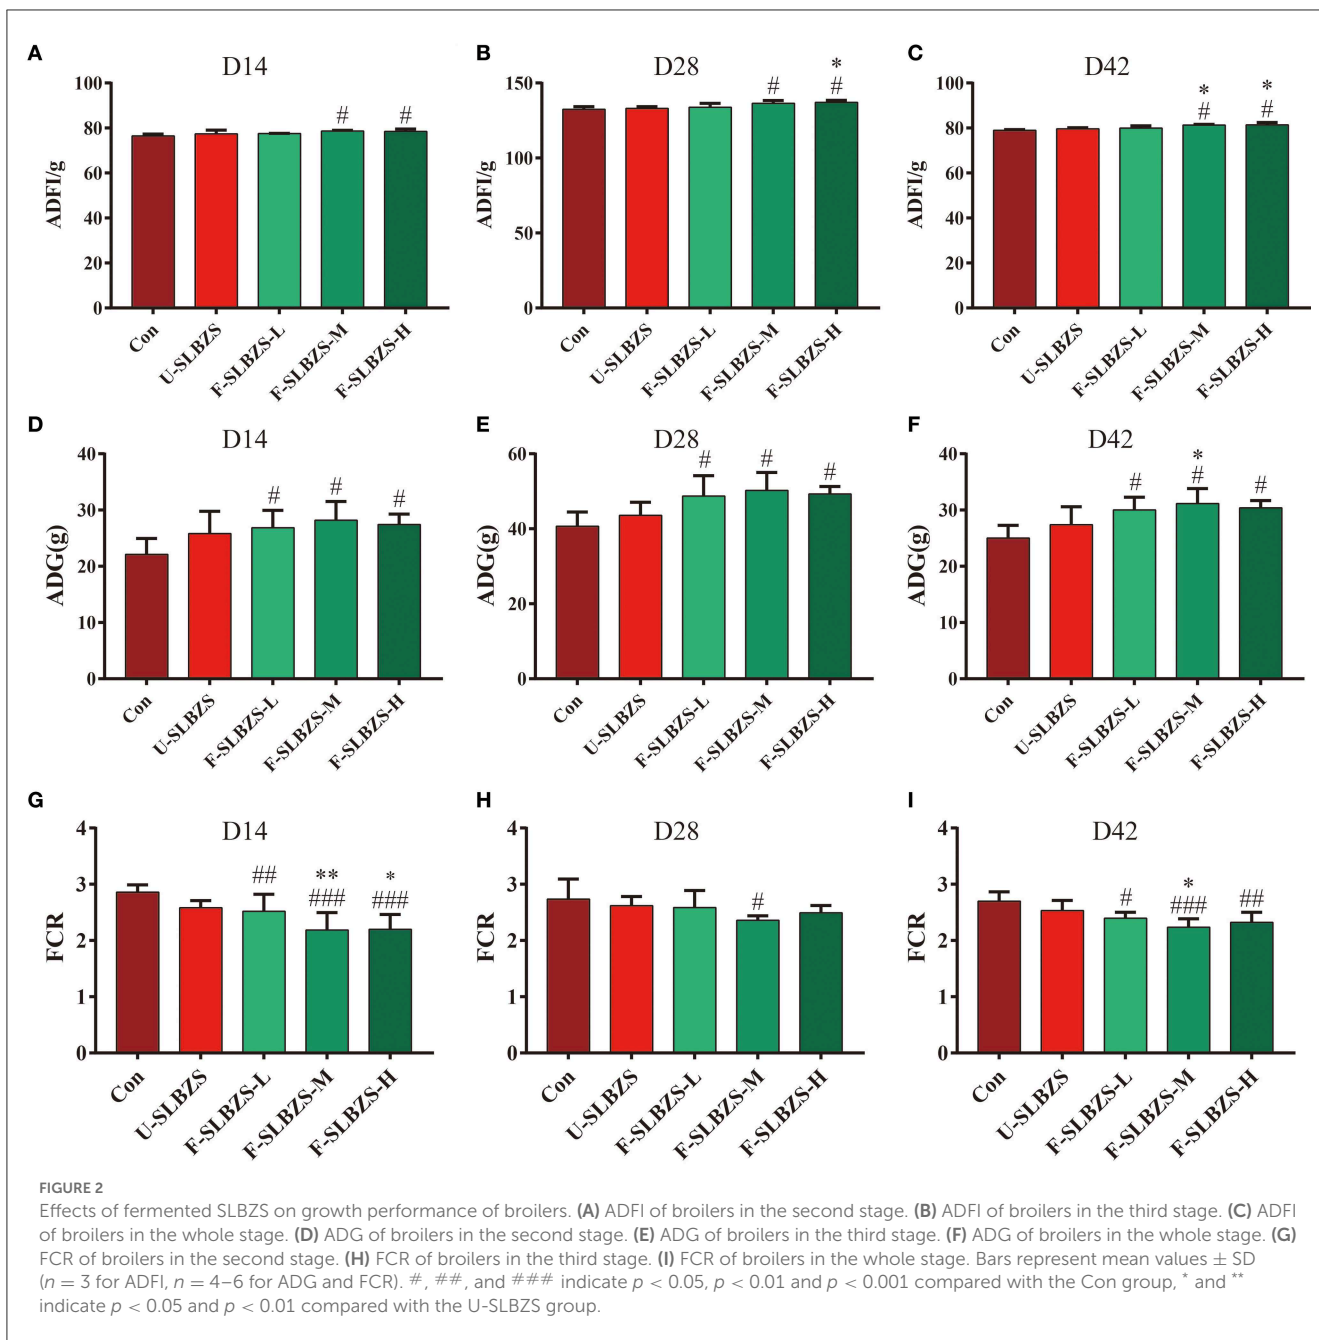 A
D14
#
#
100
80
60
40
20
0
ADFI/g
Con
U-SLBZS
F-SLBZS-L
F-SLBZS-M
F-SLBZS-H
B
D28
#
*
#
150
100
50
0
ADFI/g
Con
U-SLBZS
F-SLBZS-L
F-SLBZS-M
F-SLBZS-H
C
D42
*
#
*
#
100
80
60
40
20
0
ADFI/g
Con
U-SLBZS
F-SLBZS-L
F-SLBZS-M
F-SLBZS-H
D
D14
#
#
#
40
30
20
10
0
ADG(g)
Con
U-SLBZS
F-SLBZS-L
F-SLBZS-M
F-SLBZS-H
E
D28
#
#
#
60
40
20
0
ADG(g)
Con
U-SLBZS
F-SLBZS-L
F-SLBZS-M
F-SLBZS-H
F
D42
#
*
#
#
40
30
20
10
0
ADG(g)
Con
U-SLBZS
F-SLBZS-L
F-SLBZS-M
F-SLBZS-H
G
D14
##
**
###
*
###
4
3
2
1
0
FCR
Con
U-SLBZS
F-SLBZS-L
F-SLBZS-M
F-SLBZS-H
H
D28
#
4
3
2
1
0
FCR
Con
U-SLBZS
F-SLBZS-L
F-SLBZS-M
F-SLBZS-H
I
D42
#
*
###
##
4
3
2
1
0
FCR
Con
U-SLBZS
F-SLBZS-L
F-SLBZS-M
F-SLBZS-H
FIGURE 2
Effects of fermented SLBZS on growth performance of broilers. (A) ADFI of broilers in the second stage. (B) ADFI of broilers in the third stage. (C) ADFI
of broilers in the whole stage. (D) ADG of broilers in the second stage. (E) ADG of broilers in the third stage. (F) ADG of broilers in the whole stage. (G)
FCR of broilers in the second stage. (H) FCR of broilers in the third stage. (I) FCR of broilers in the whole stage. Bars represent mean values ± SD
(n = 3 for ADFI, n = 4–6 for ADG and FCR). #, ##, and ### indicate p < 0.05, p < 0.01 and p < 0.001 compared with the Con group, * and **
indicate p < 0.05 and p < 0.01 compared with the U-SLBZS group.